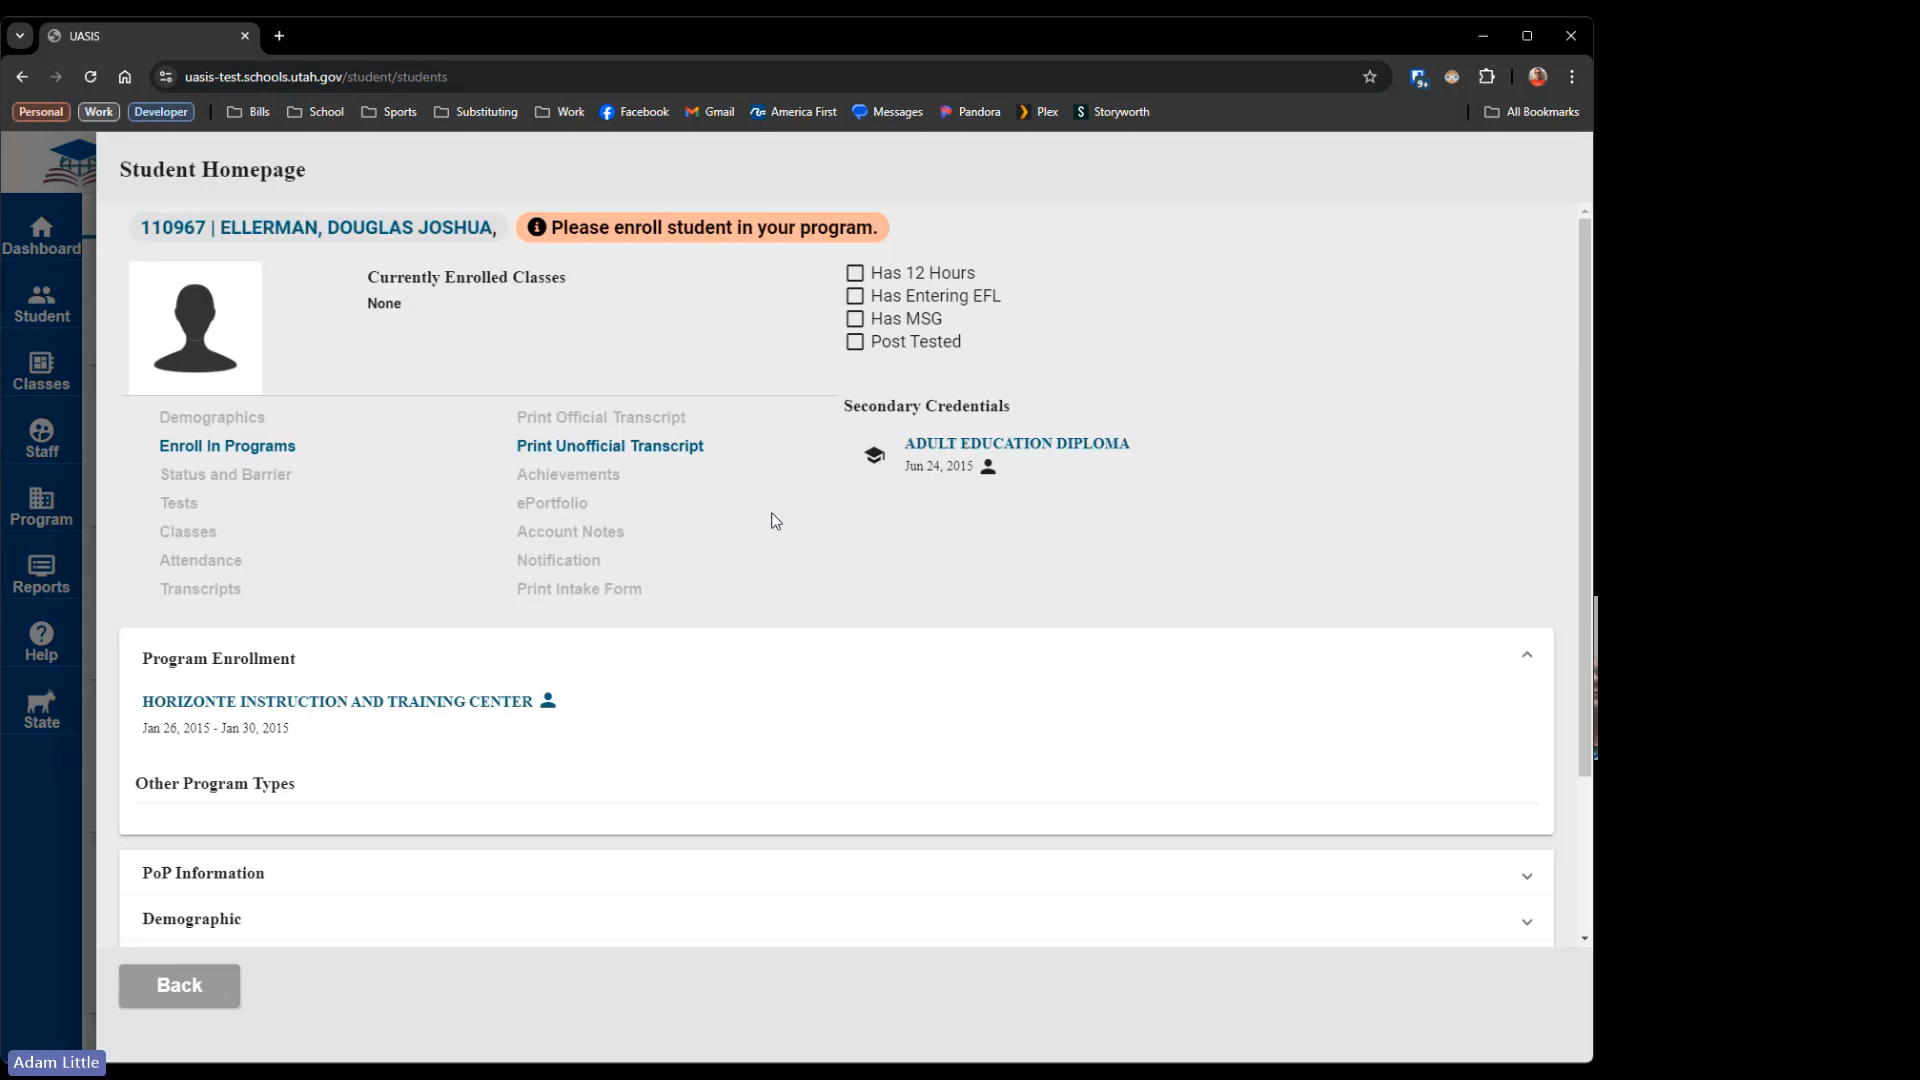 UASIS
uasis-test.schools.utah.gov/student/students
9+
Personal Work Developer Bills School Sports Substituting Work Facebook Gmail America First Messages Pandora Plex Storyworth All Bookmarks
Student Homepage
110967 | ELLERMAN, DOUGLAS JOSHUA, Please enroll student in your program.
Dashboard
Student
Classes
Staff
Program
Reports
Help
State
Currently Enrolled Classes
None
Has 12 Hours
Has Entering EFL
Has MSG
Post Tested
Demographics
Enroll In Programs
Status and Barrier
Tests
Classes
Attendance
Transcripts
Print Official Transcript
Print Unofficial Transcript
Achievements
ePortfolio
Account Notes
Notification
Print Intake Form
Secondary Credentials
ADULT EDUCATION DIPLOMA
Jun 24, 2015
Program Enrollment
HORIZONTE INSTRUCTION AND TRAINING CENTER
Jan 26, 2015 - Jan 30, 2015
Other Program Types
PoP Information
Demographic
Back
Adam Little